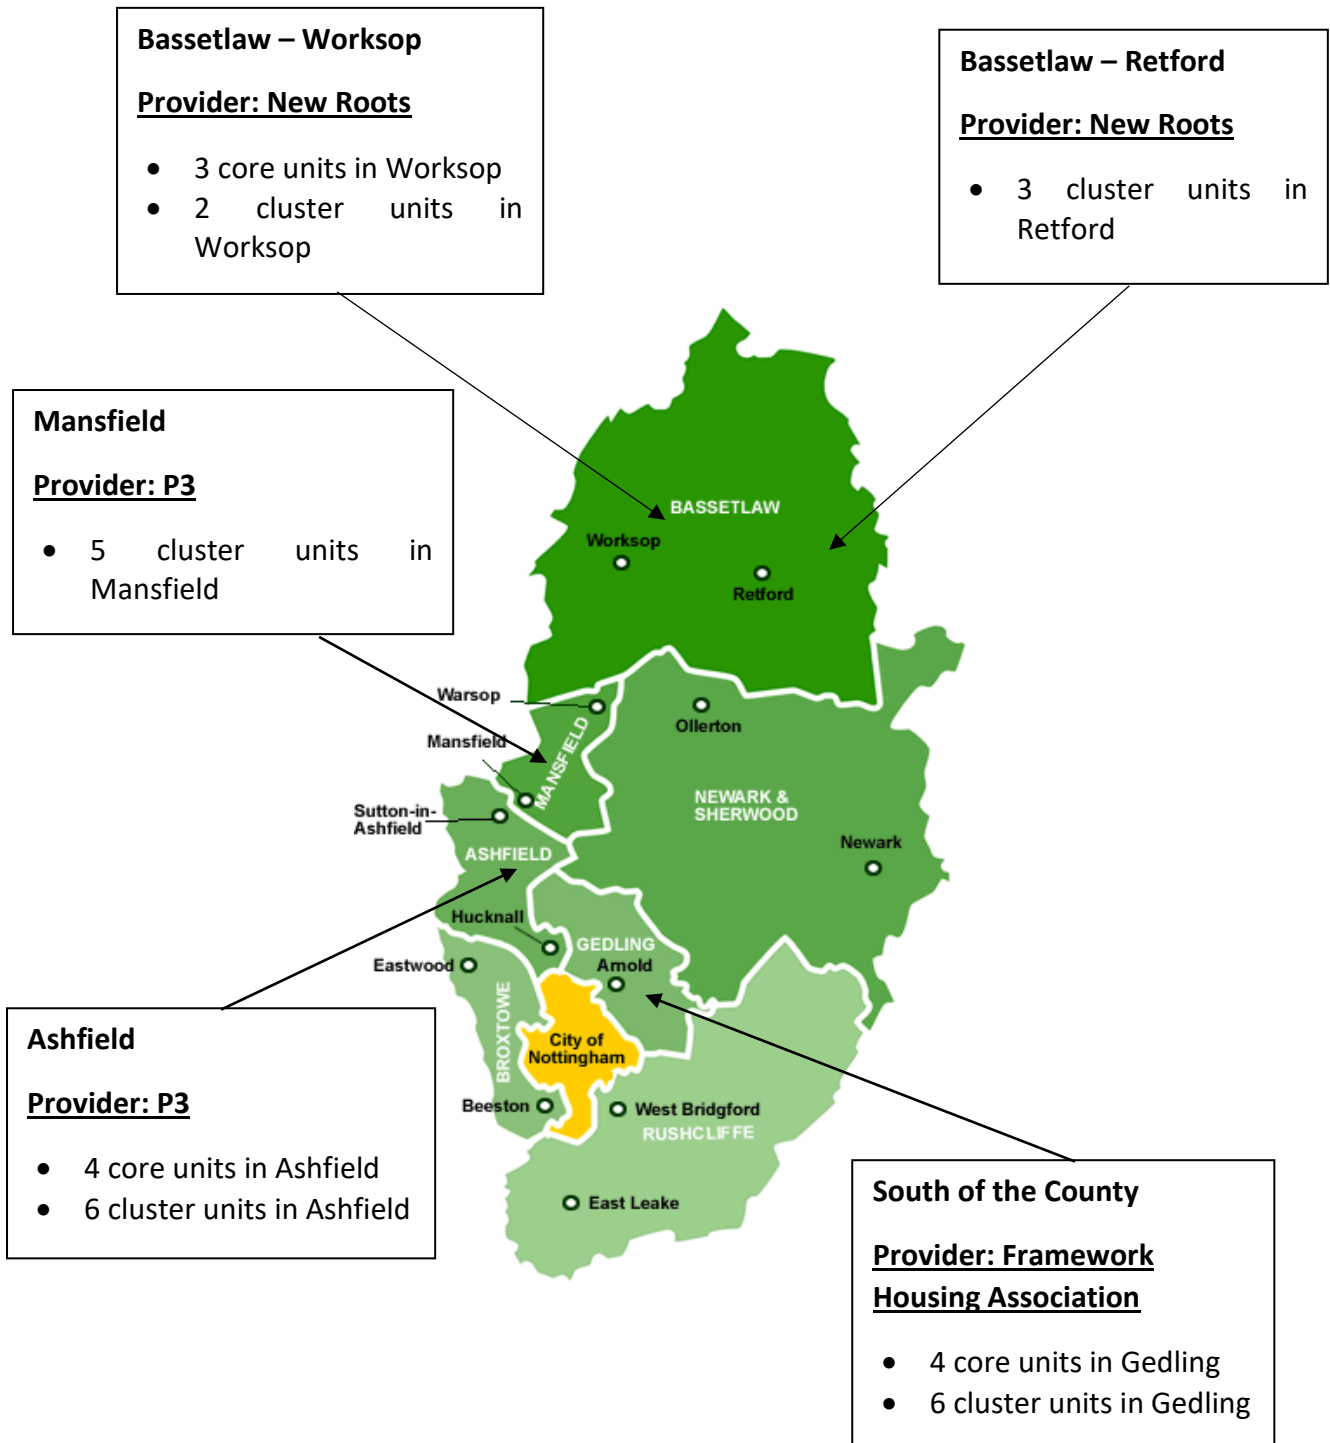 Bassetlaw – Worksop
Provider: New Roots
• 3 core units in Worksop
• 2 cluster units in
Worksop
Bassetlaw – Retford
Provider: New Roots
• 3 cluster units in
Retford
Mansfield
Provider: P3
• 5 cluster units in
Mansfield
BASSETLAW
Worksop
Retford
Warsop
Ollerton
Mansfield
MANSFIELD
Sutton-in-
Ashfield
NEWARK &
SHERWOOD
Newark
ASHFIELD
Hucknall
GEDLING
Arnold
Eastwood
BROXTOWE
City of
Nottingham
Beeston
West Bridgford
RUSHCLIFFE
East Leake
Ashfield
Provider: P3
• 4 core units in Ashfield
• 6 cluster units in Ashfield
South of the County
Provider: Framework
Housing Association
• 4 core units in Gedling
• 6 cluster units in Gedling